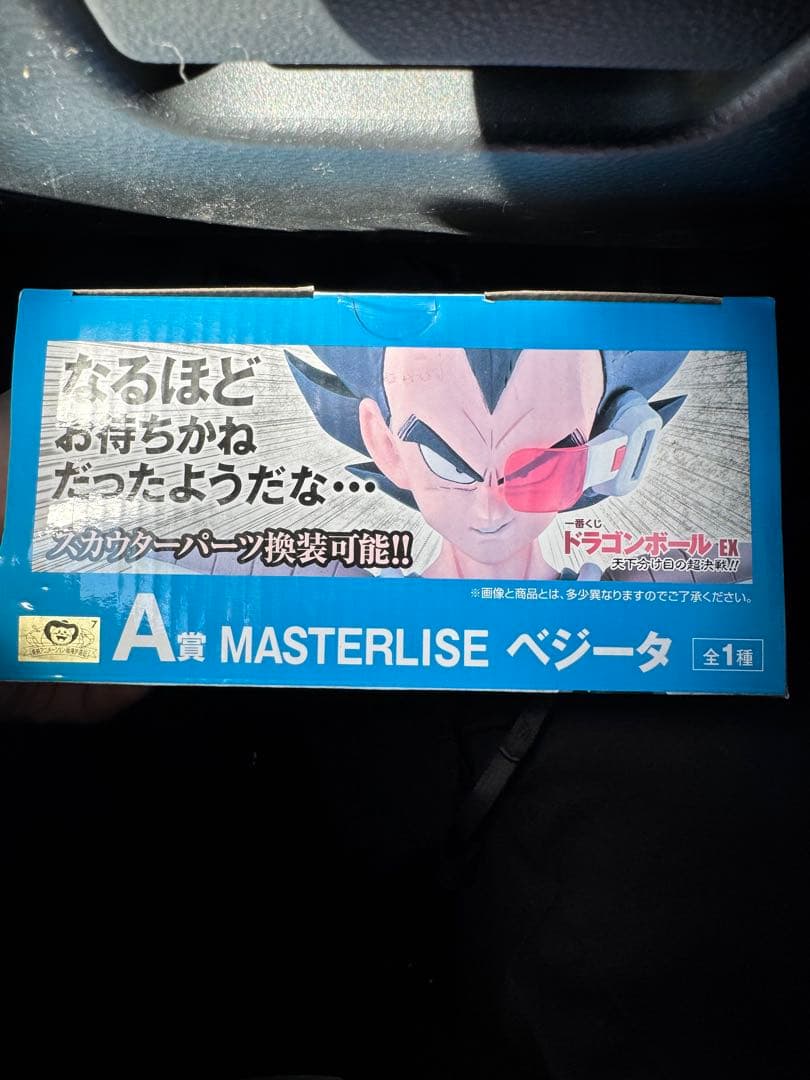 なるほど
お待ちかね
だったようだな…
スカウターパーツ換装可能!!
一番くじ
ドラゴンボール EX
天下分け目の超決戦!!
※画像と商品とは、多少異なりますのでご了承ください。
7
A賞 MASTERLISE ベジータ 全1種